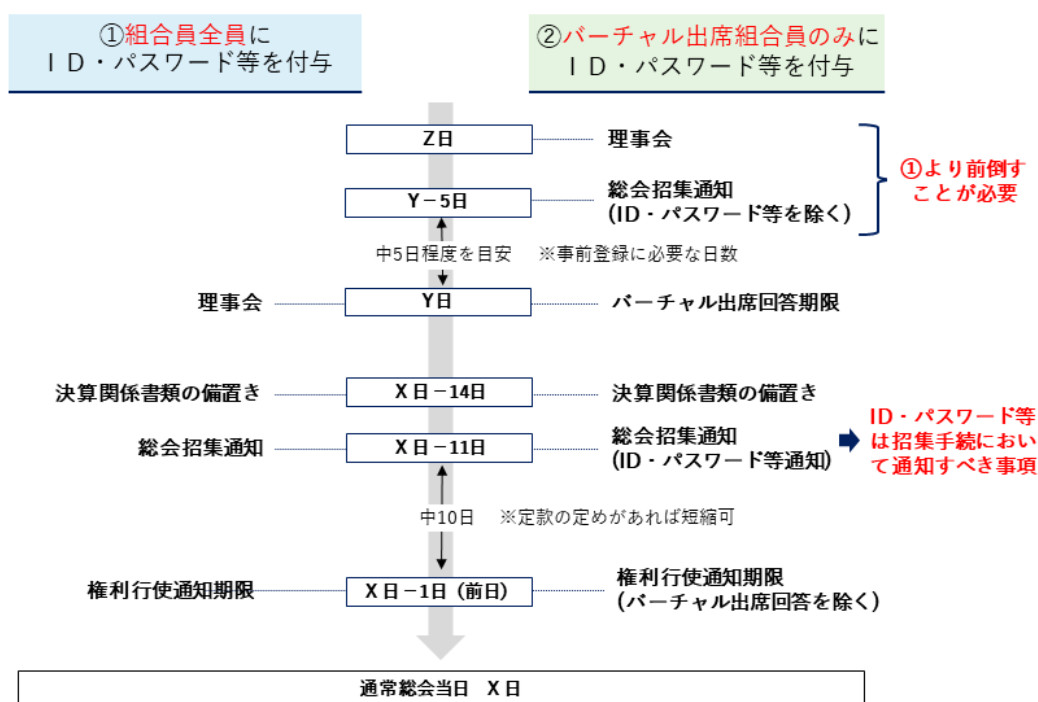 ①組合員全員に
ＩＤ・パスワード等を付与
②バーチャル出席組合員のみに
ＩＤ・パスワード等を付与
Z日
理事会
①より前倒す
ことが必要
Y－5日
総会招集通知
(ID・パスワード等を除く)
中5日程度を目安　※事前登録に必要な日数
理事会
Y日
バーチャル出席回答期限
決算関係書類の備置き
X日－14日
決算関係書類の備置き
総会招集通知
X日－11日
総会招集通知
(ID・パスワード等通知)
ID・パスワード等
は招集手続におい
て通知すべき事項
中10日　※定款の定めがあれば短縮可
権利行使通知期限
X日－1日（前日）
権利行使通知期限
(バーチャル出席回答を除く)
通常総会当日　X日